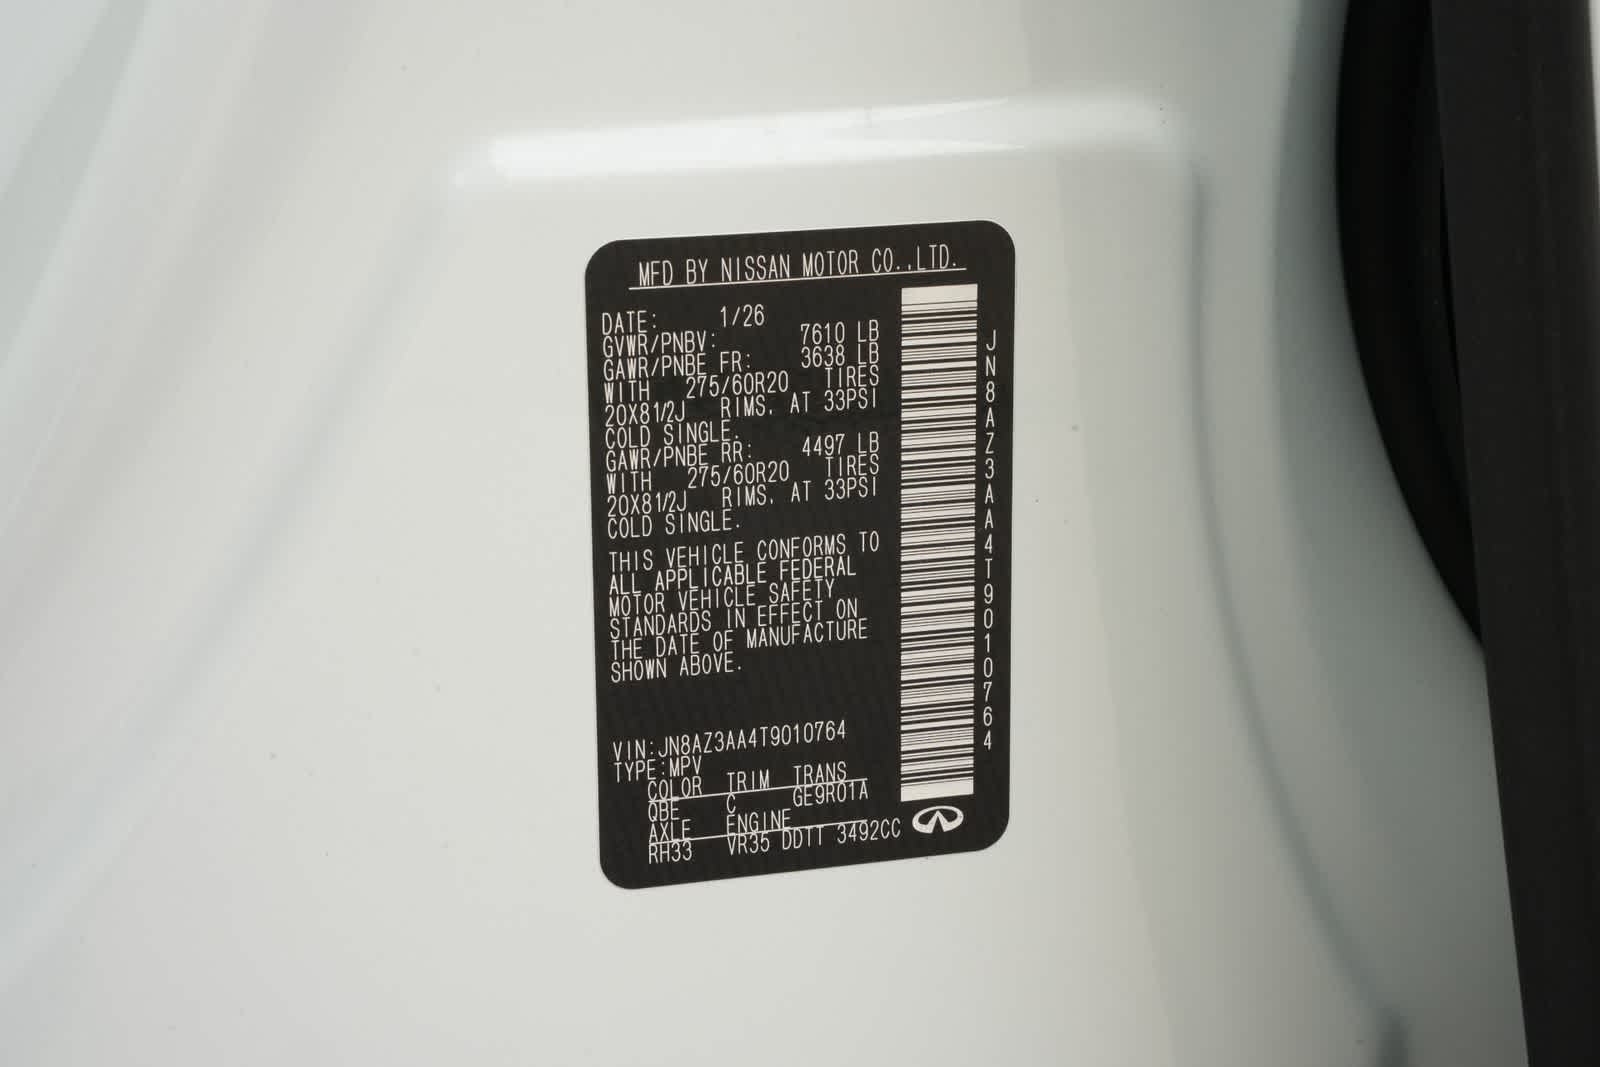 MFD BY NISSAN MOTOR CO.,LTD.
DATE: 1/26
GVWR/PNBV: 7610 LB
GAWR/PNBE FR: 3638 LB
WITH 275/60R20 TIRES
20X81/2J RIMS, AT 33PSI
COLD SINGLE.
GAWR/PNBE RR: 4497 LB
WITH 275/60R20 TIRES
20X81/2J RIMS, AT 33PSI
COLD SINGLE.
THIS VEHICLE CONFORMS TO
ALL APPLICABLE FEDERAL
MOTOR VEHICLE SAFETY
STANDARDS IN EFFECT ON
THE DATE OF MANUFACTURE
SHOWN ABOVE.
VIN:JN8AZ3AA4T9010764
TYPE:MPV
COLOR TRIM TRANS
QBE C GE9R01A
AXLE ENGINE
RH33 VR35 DDTT 3492CC
JN8AZ3AA4T9010764